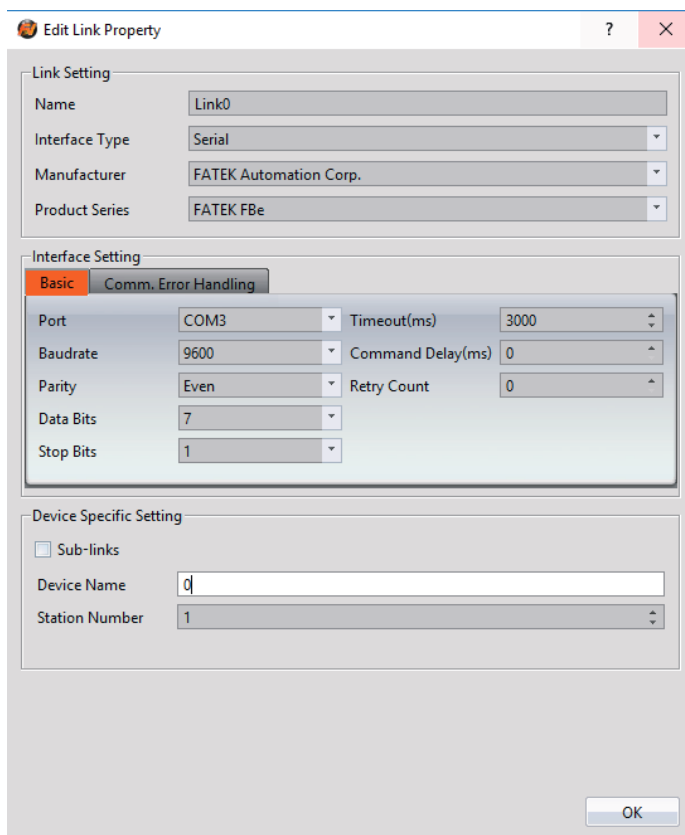 Edit Link Property ?
Link Setting
Name Link0
Interface Type Serial
Manufacturer FATEK Automation Corp.
Product Series FATEK FBe
Interface Setting
Basic Comm. Error Handling
Port COM3 Timeout(ms) 3000
Baudrate 9600 Command Delay(ms) 0
Parity Even Retry Count 0
Data Bits 7
Stop Bits 1
Device Specific Setting
Sub-links
Device Name 0
Station Number 1
OK